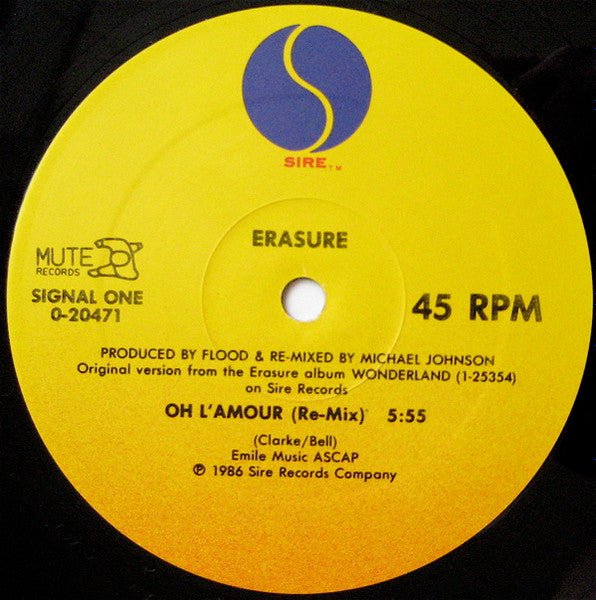 SIRE™
ERASURE
MUTE
RECORDS
SIGNAL ONE
0-20471
45 RPM
PRODUCED BY FLOOD & RE-MIXED BY MICHAEL JOHNSON
Original version from the Erasure album WONDERLAND (1-25354)
on Sire Records
OH L'AMOUR (Re-Mix) 5:55
(Clarke/Bell)
Emile Music ASCAP
℗ 1986 Sire Records Company